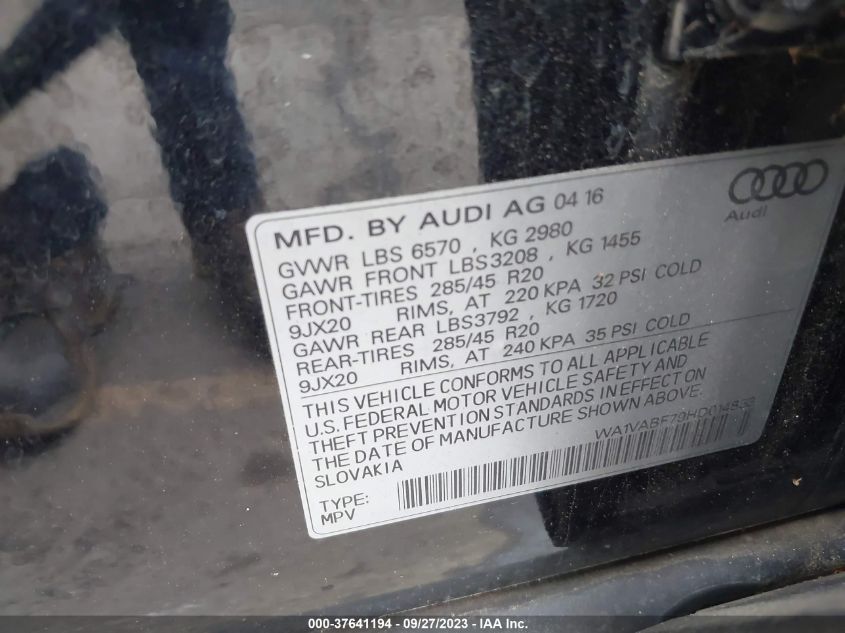 MFD. BY AUDI AG 04 16
Audi
GVWR LBS 6570 , KG 2980
GAWR FRONT LBS3208 , KG 1455
FRONT-TIRES 285/45 R20
9JX20 RIMS, AT 220 KPA 32 PSI COLD
GAWR REAR LBS3792 , KG 1720
REAR-TIRES 285/45 R20
9JX20 RIMS, AT 240 KPA 35 PSI COLD
THIS VEHICLE CONFORMS TO ALL APPLICABLE
U.S. FEDERAL MOTOR VEHICLE SAFETY AND
THEFT PREVENTION STANDARDS IN EFFECT ON
THE DATE OF MANUFACTURE SHOWN ABOVE.
SLOVAKIA
WA1VABF79HD014853
TYPE:
MPV
000-37641194 - 09/27/2023 - IAA Inc.